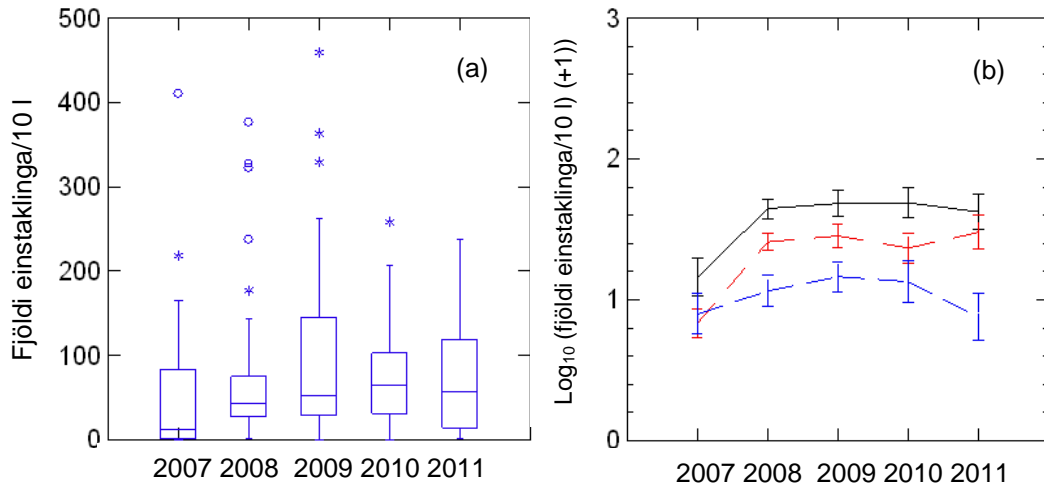 Fjöldi einstaklinga/10 l
500
400
300
200
100
0
(a)
2007 2008 2009 2010 2011
Log₁₀ (fjöldi einstaklinga/10 l) (+1))
3
2
1
0
(b)
2007 2008 2009 2010 2011